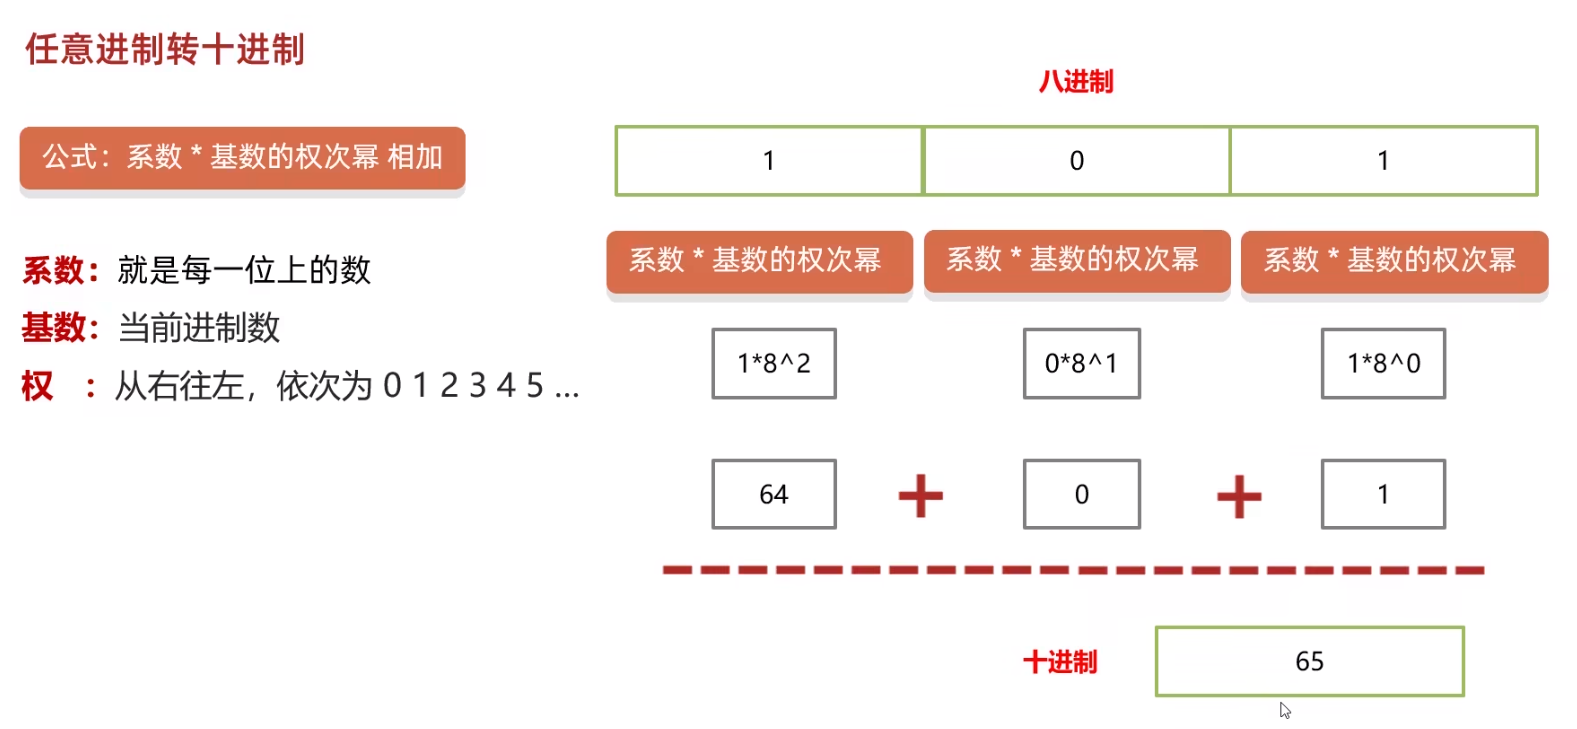 任意进制转十进制
公式：系数 * 基数的权次幂 相加
系数：就是每一位上的数
基数：当前进制数
权 ：从右往左，依次为 0 1 2 3 4 5 ...
八进制
1 0 1
系数 * 基数的权次幂 系数 * 基数的权次幂 系数 * 基数的权次幂
1*8^2 0*8^1 1*8^0
64 + 0 + 1
十进制 65